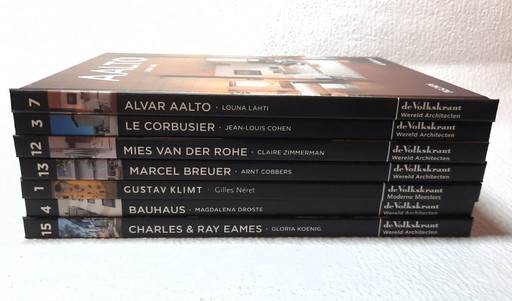 AALTO
7 ALVAR AALTO · LOUNA LAHTI de Volkskrant
Wereld Architecten
3 LE CORBUSIER · JEAN-LOUIS COHEN de Volkskrant
Wereld Architecten
12 MIES VAN DER ROHE · CLAIRE ZIMMERMAN de Volkskrant
Wereld Architecten
13 MARCEL BREUER · ARNT COBBERS de Volkskrant
Wereld Architecten
1 GUSTAV KLIMT · Gilles Néret de Volkskrant
Moderne Meesters
4 BAUHAUS · MAGDALENA DROSTE de Volkskrant
Wereld Architecten
15 CHARLES & RAY EAMES · GLORIA KOENIG de Volkskrant
Wereld Architecten